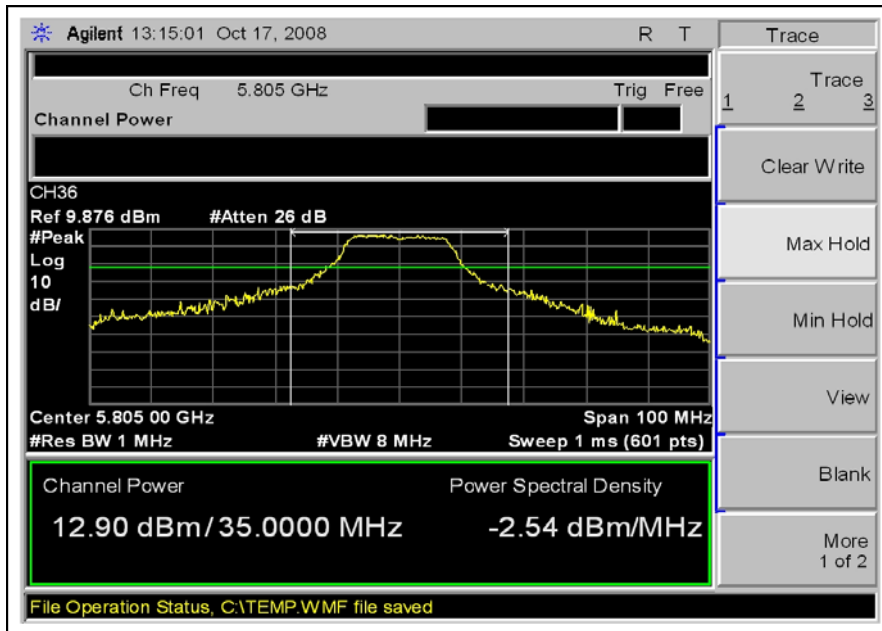 Agilent 13:15:01 Oct 17, 2008 R T
Trace
Ch Freq 5.805 GHz Trig Free
Channel Power
Trace
1 2 3
Clear Write
Max Hold
Min Hold
View
Blank
More
1 of 2
CH36
Ref 9.876 dBm #Atten 26 dB
#Peak
Log
10
dB/
Center 5.805 00 GHz Span 100 MHz
#Res BW 1 MHz #VBW 8 MHz Sweep 1 ms (601 pts)
Channel Power Power Spectral Density
12.90 dBm/35.0000 MHz -2.54 dBm/MHz
File Operation Status, C:\TEMP.WMF file saved